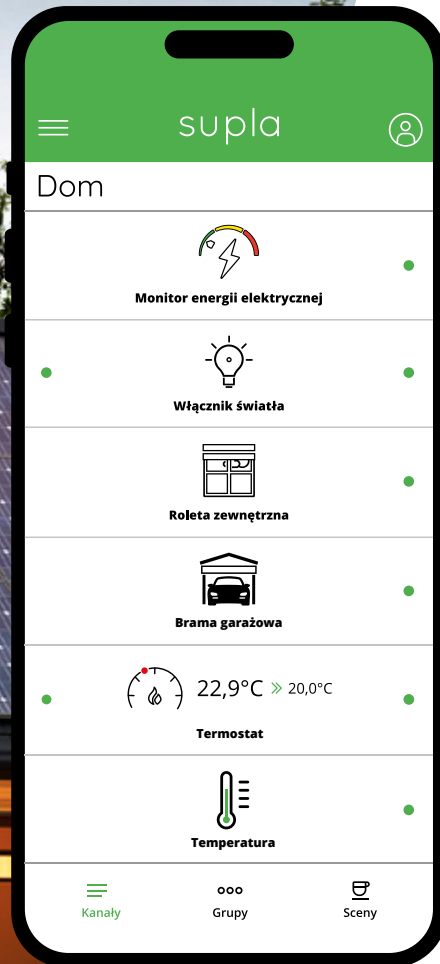 supla
Dom
Monitor energii elektrycznej
Włącznik światła
Roleta zewnętrzna
Brama garażowa
22,9°C » 20,0°C
Termostat
Temperatura
Kanały Grupy Sceny